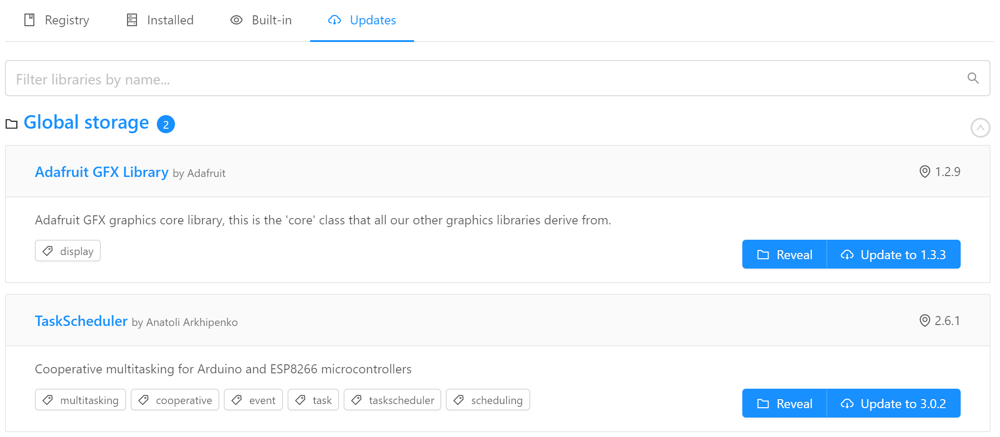 Registry Installed Built-in Updates
Filter libraries by name...
Global storage 2
Adafruit GFX Library by Adafruit 1.2.9
Adafruit GFX graphics core library, this is the 'core' class that all our other graphics libraries derive from.
display Reveal Update to 1.3.3
TaskScheduler by Anatoli Arkhipenko 2.6.1
Cooperative multitasking for Arduino and ESP8266 microcontrollers
multitasking cooperative event task taskscheduler scheduling Reveal Update to 3.0.2